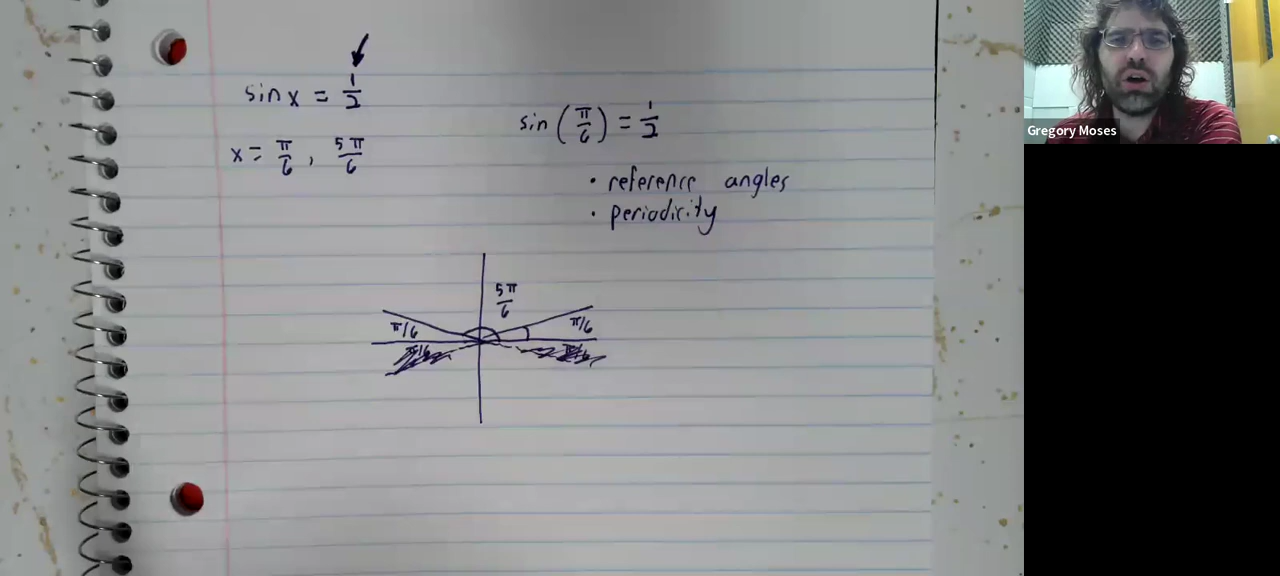 sin x = 1/2
x = π/6 , 5π/6
sin (π/6) = 1/2
• reference angles
• periodicity
5π/6
π/6
π/6
Gregory Moses